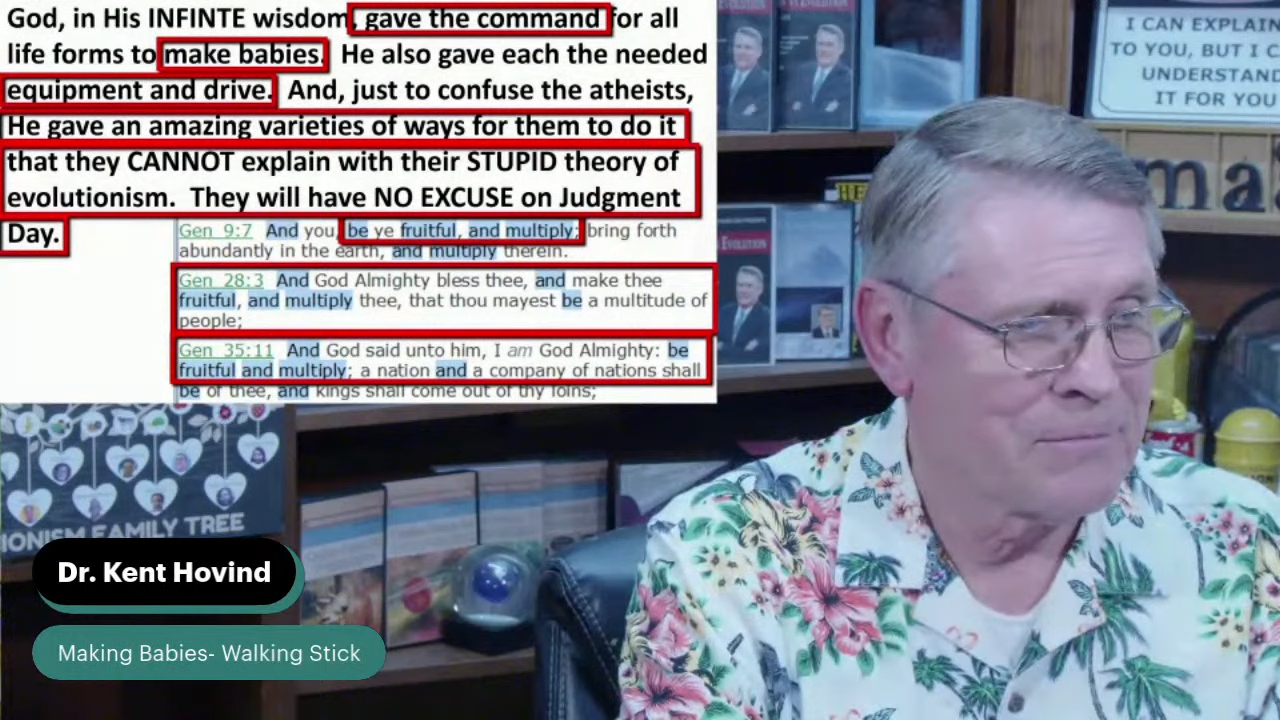 God, in His INFINTE wisdom, gave the command for all
life forms to make babies. He also gave each the needed
equipment and drive. And, just to confuse the atheists,
He gave an amazing varieties of ways for them to do it
that they CANNOT explain with their STUPID theory of
evolutionism. They will have NO EXCUSE on Judgment
Day.
Gen 9:7 And you, be ye fruitful, and multiply; bring forth
abundantly in the earth, and multiply therein.
Gen 28:3 And God Almighty bless thee, and make thee
fruitful, and multiply thee, that thou mayest be a multitude of
people;
Gen 35:11 And God said unto him, I am God Almighty: be
fruitful and multiply; a nation and a company of nations shall
be of thee, and kings shall come out of thy loins;
I CAN EXPLAIN
TO YOU, BUT I C
UNDERSTAND
IT FOR YOU
ma
EVOLUTION
IONISM FAMILY TREE
Dr. Kent Hovind
Making Babies- Walking Stick